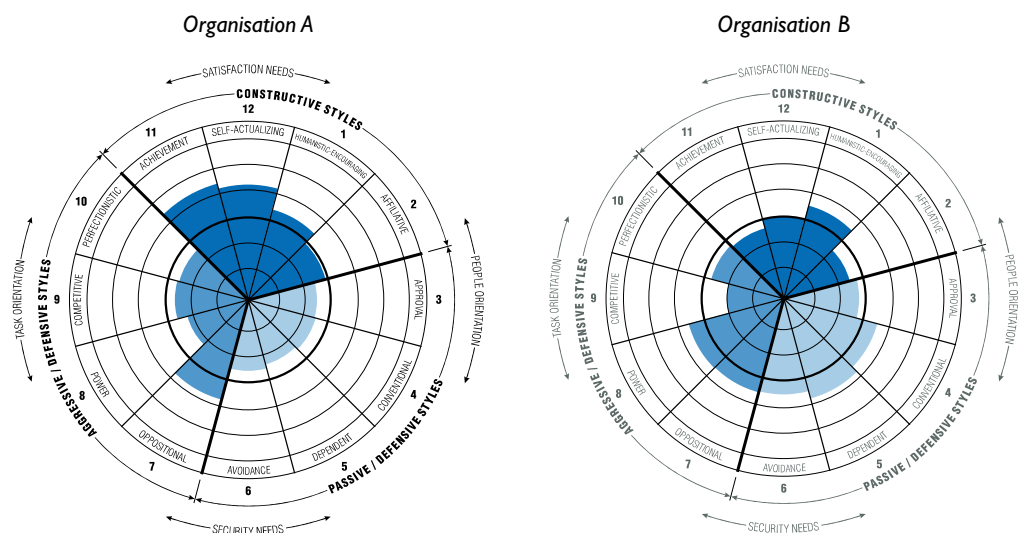 Organisation A
SATISFACTION NEEDS
CONSTRUCTIVE STYLES
12
11
1
SELF-ACTUALIZING
ACHIEVEMENT
HUMANISTIC-ENCOURAGING
10
PERFECTIONISTIC
AFFILIATIVE
2
TASK ORIENTATION
PEOPLE ORIENTATION
AGGRESSIVE / DEFENSIVE STYLES
9
COMPETITIVE
APPROVAL
3
8
POWER
CONVENTIONAL
4
OPPOSITIONAL
DEPENDENT
7
AVOIDANCE
5
6
PASSIVE / DEFENSIVE STYLES
SECURITY NEEDS
Organisation B
SATISFACTION NEEDS
CONSTRUCTIVE STYLES
12
11
1
SELF-ACTUALIZING
ACHIEVEMENT
HUMANISTIC-ENCOURAGING
10
PERFECTIONISTIC
AFFILIATIVE
2
TASK ORIENTATION
PEOPLE ORIENTATION
AGGRESSIVE / DEFENSIVE STYLES
9
COMPETITIVE
APPROVAL
3
8
POWER
CONVENTIONAL
4
OPPOSITIONAL
DEPENDENT
7
AVOIDANCE
5
6
PASSIVE / DEFENSIVE STYLES
SECURITY NEEDS